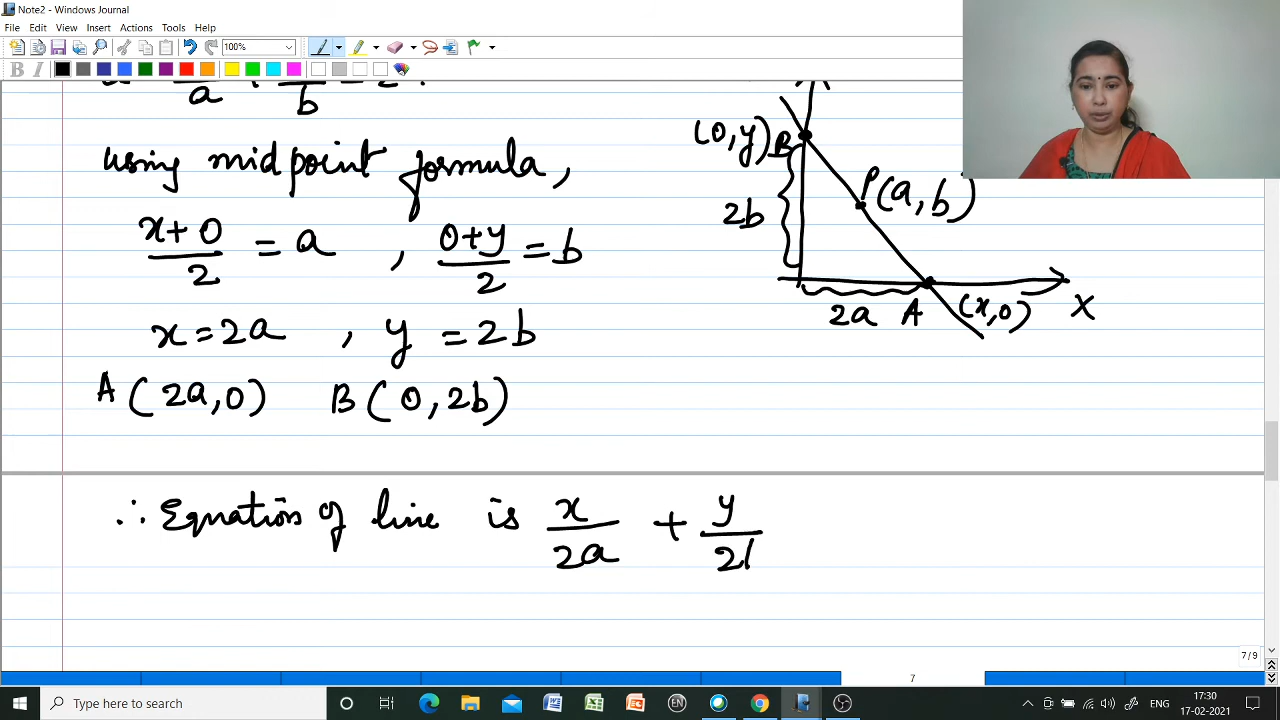 Note2 - Windows Journal
File Edit View Insert Actions Tools Help
100%
B I
a b
using midpoint formula,
x+0/2 = a , 0+y/2 = b
x = 2a , y = 2b
A (2a,0) B (0,2b)
∴ Equation of line is x/2a + y/2
(0,y) B
P(a,b)
2b
2a A (x,0) X
7/9
7
Type here to search
EN
ENG
17:30
17-02-2021